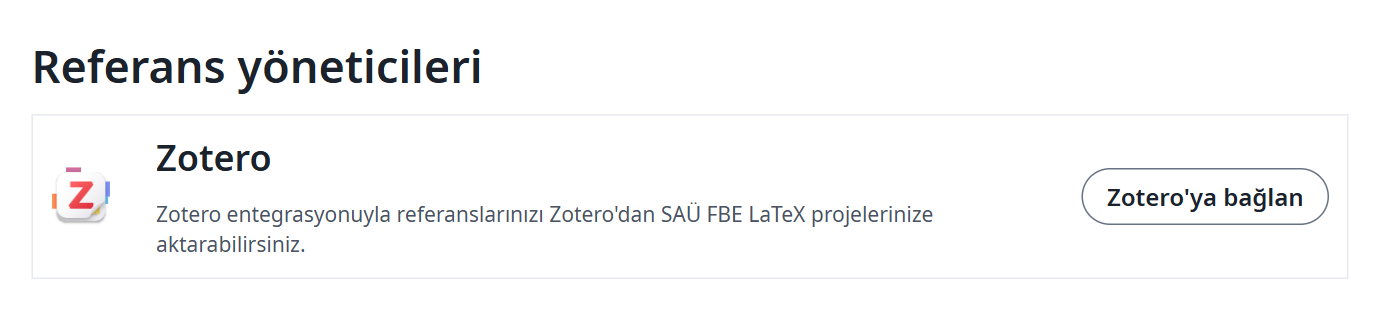 Referans yöneticileri
Zotero
Zotero entegrasyonuyla referanslarınızı Zotero'dan SAÜ FBE LaTeX projelerinize
aktarabilirsiniz.
Zotero'ya bağlan